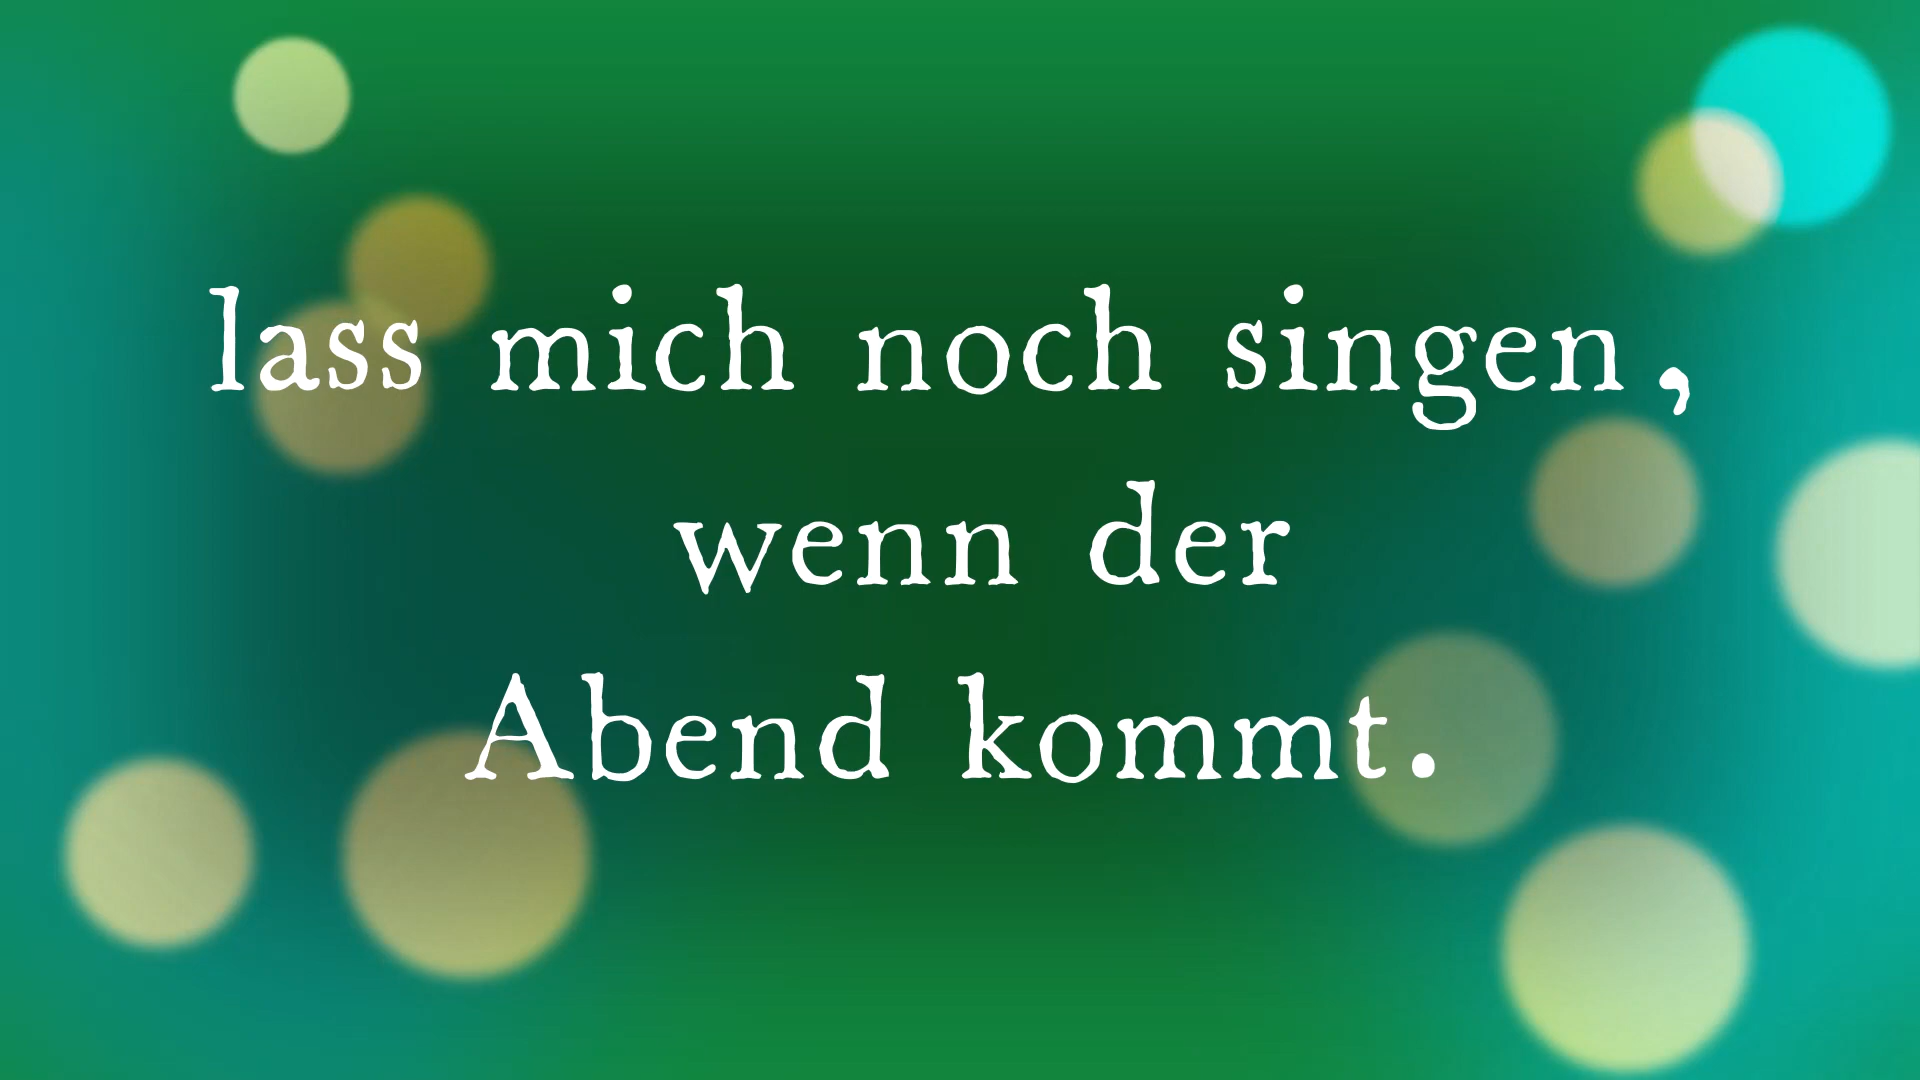 lass mich noch singen,
wenn der
Abend kommt.